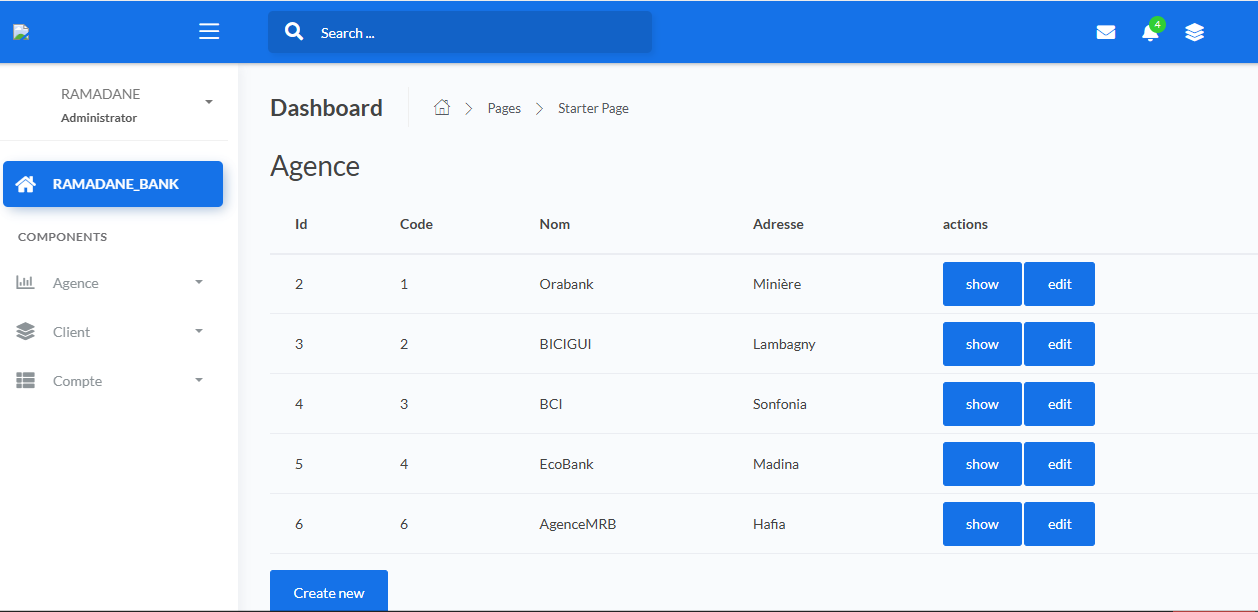 Search ...
4
RAMADANE
Administrator
RAMADANE_BANK
COMPONENTS
Agence
Client
Compte
Dashboard Pages Starter Page
Agence
Id Code Nom Adresse actions
2 1 Orabank Minière show edit
3 2 BICIGUI Lambagny show edit
4 3 BCI Sonfonia show edit
5 4 EcoBank Madina show edit
6 6 AgenceMRB Hafia show edit
Create new